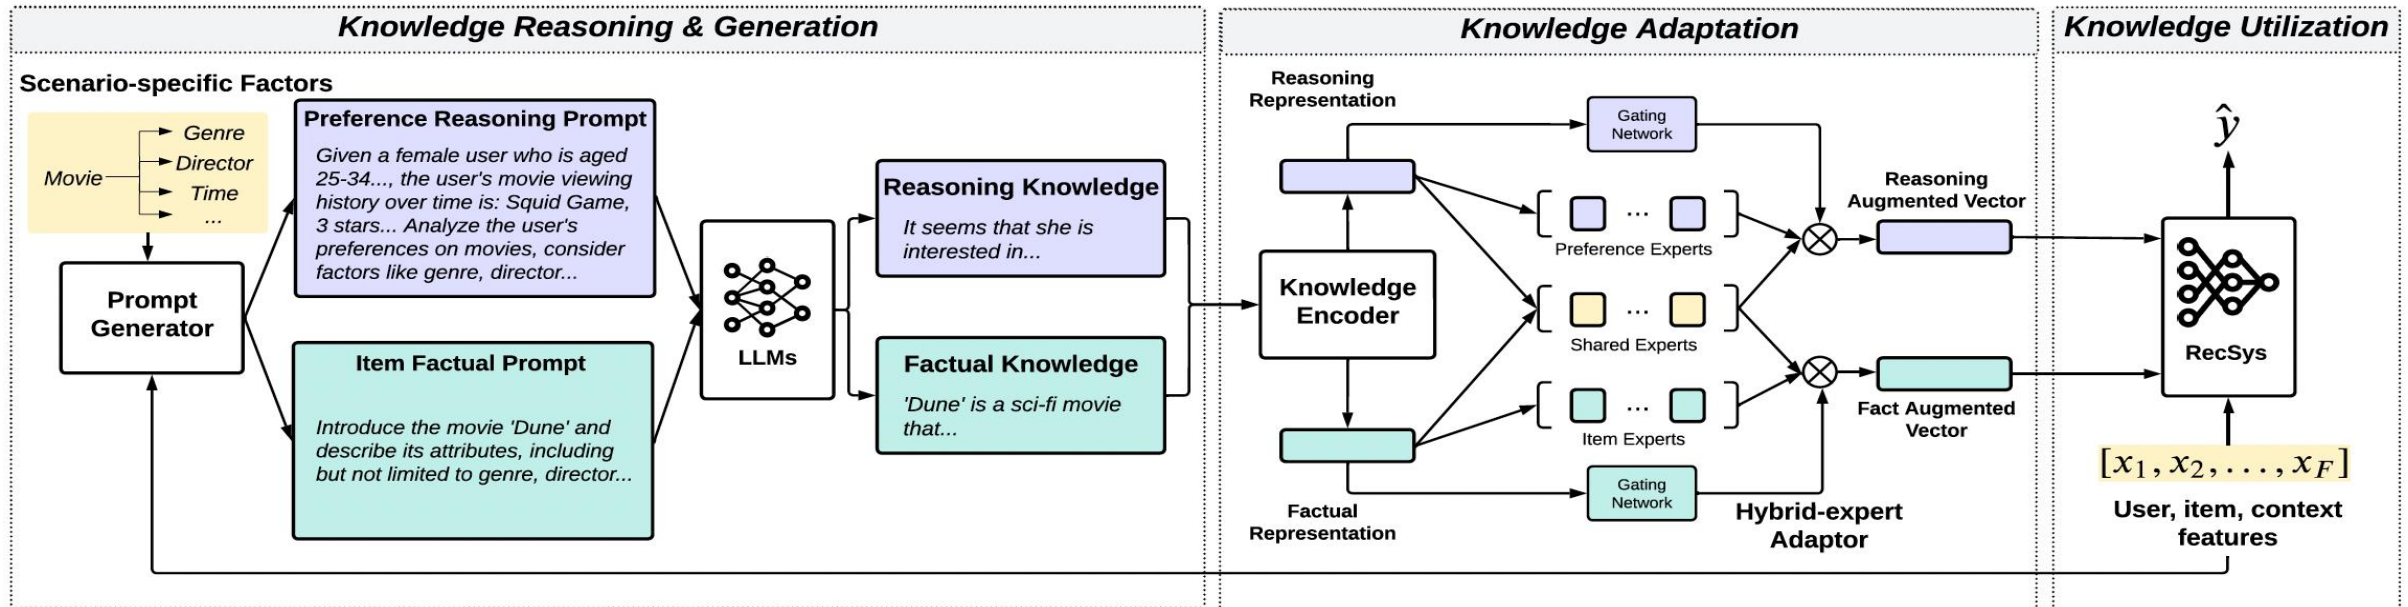 Knowledge Reasoning & Generation
Scenario-specific Factors
Movie
Genre
Director
Time
...
Prompt
Generator
Preference Reasoning Prompt
Given a female user who is aged
25-34..., the user's movie viewing
history over time is: Squid Game,
3 stars... Analyze the user's
preferences on movies, consider
factors like genre, director...
Item Factual Prompt
Introduce the movie 'Dune' and
describe its attributes, including
but not limited to genre, director...
LLMs
Reasoning Knowledge
It seems that she is
interested in...
Factual Knowledge
'Dune' is a sci-fi movie
that...
Knowledge Adaptation
Reasoning
Representation
Gating
Network
Knowledge
Encoder
...
Preference Experts
...
Shared Experts
...
Item Experts
Factual
Representation
Gating
Network
Hybrid-expert
Adaptor
Reasoning
Augmented Vector
Fact Augmented
Vector
Knowledge Utilization
ŷ
RecSys
[x₁, x₂, . . . , x_F]
User, item, context
features